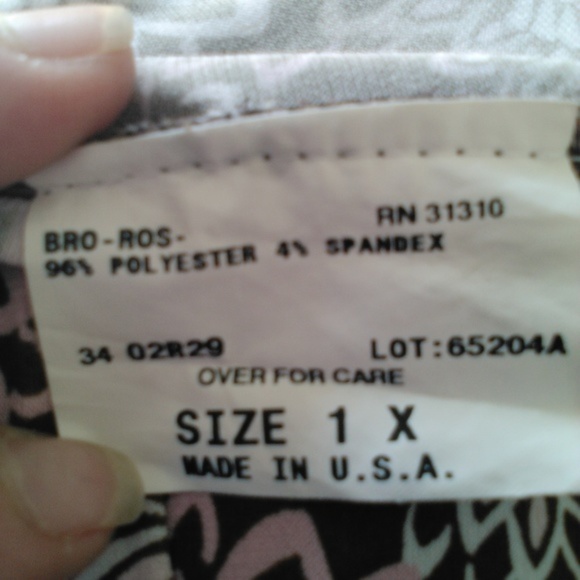 RN 31310
BRO-ROS-
96% POLYESTER 4% SPANDEX
34 02R29 LOT:65204A
OVER FOR CARE
SIZE 1 X
MADE IN U.S.A.